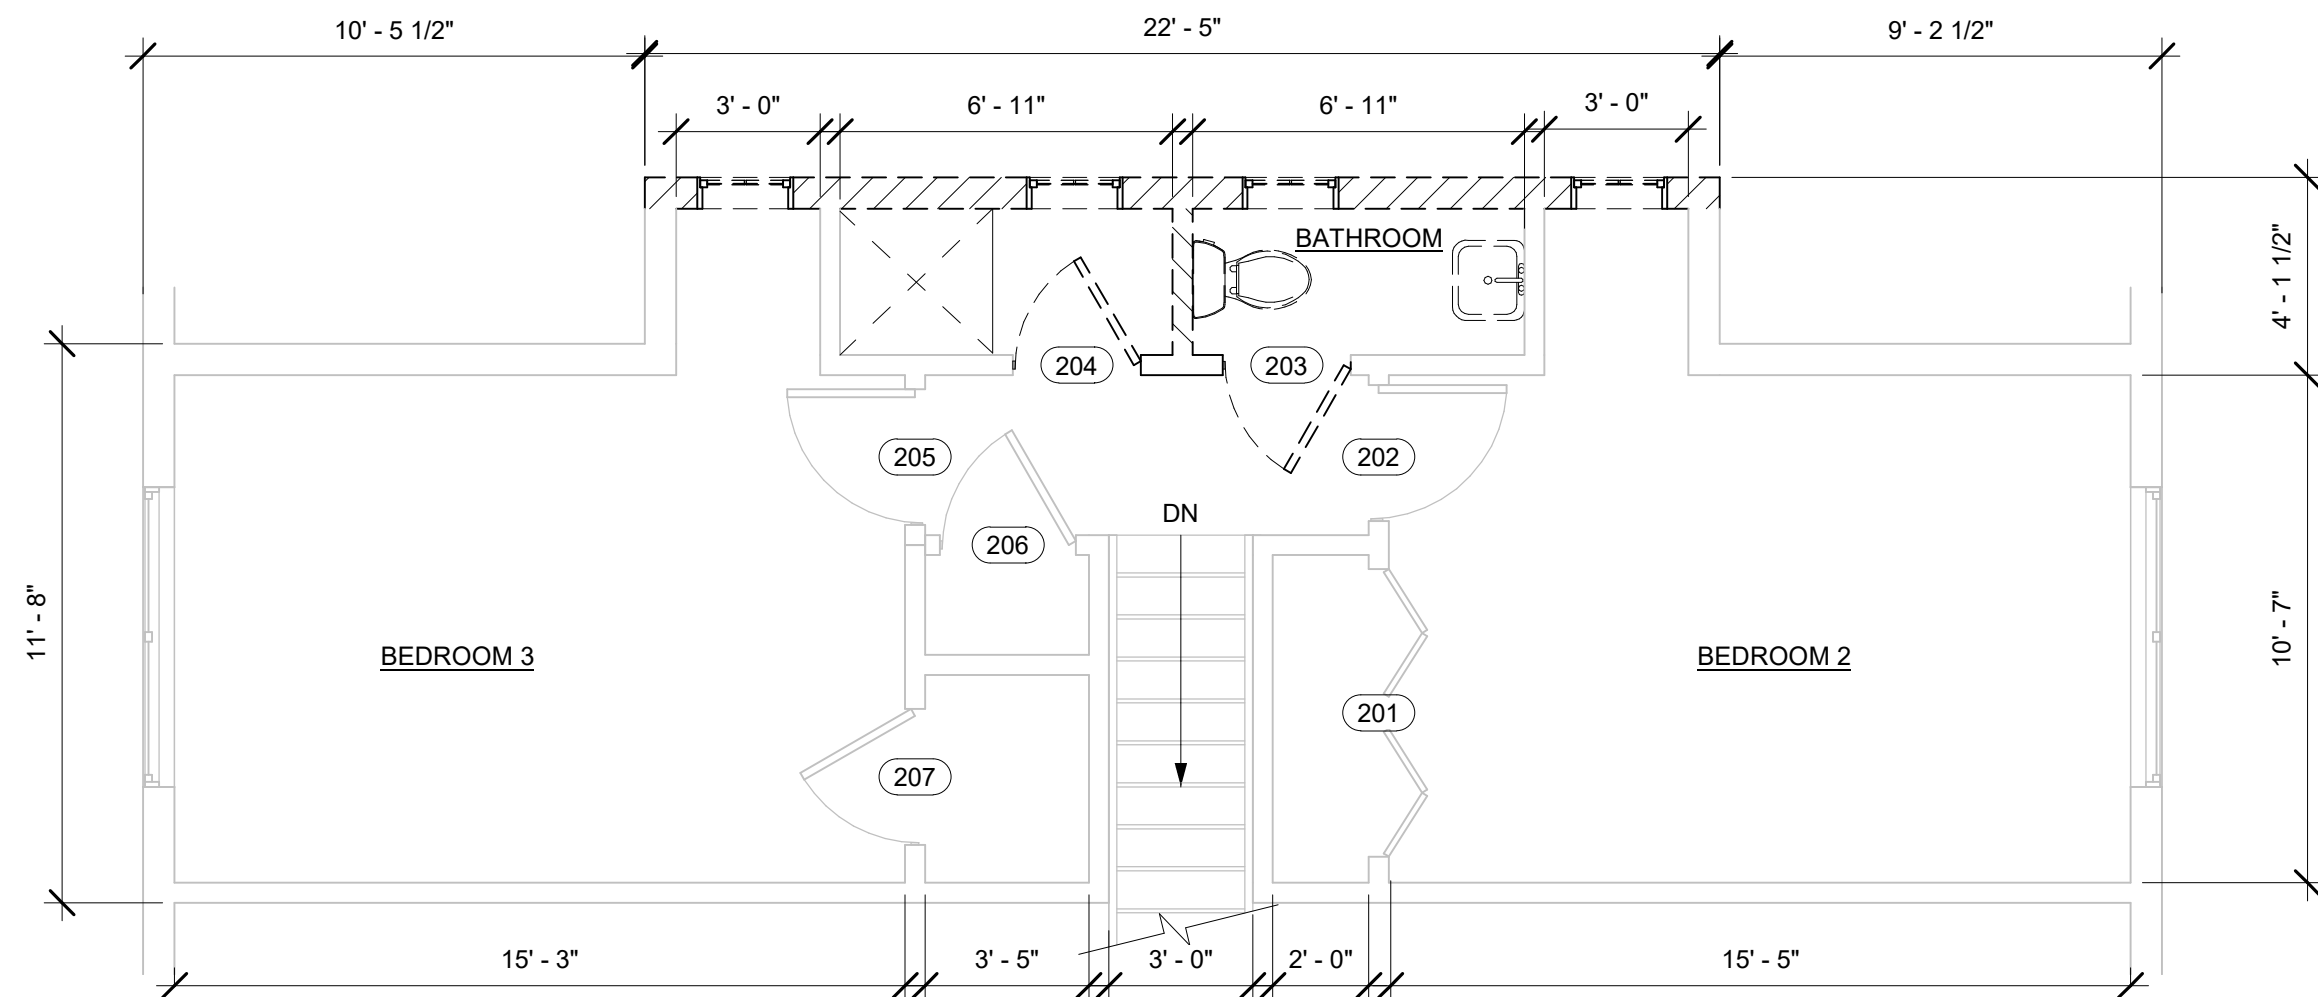 10' - 5 1/2"
22' - 5"
9' - 2 1/2"
3' - 0"
6' - 11"
6' - 11"
3' - 0"
BATHROOM
4' - 1 1/2"
204
203
205
202
DN
206
11' - 8"
BEDROOM 3
BEDROOM 2
10' - 7"
201
207
15' - 3"
3' - 5"
3' - 0"
2' - 0"
15' - 5"